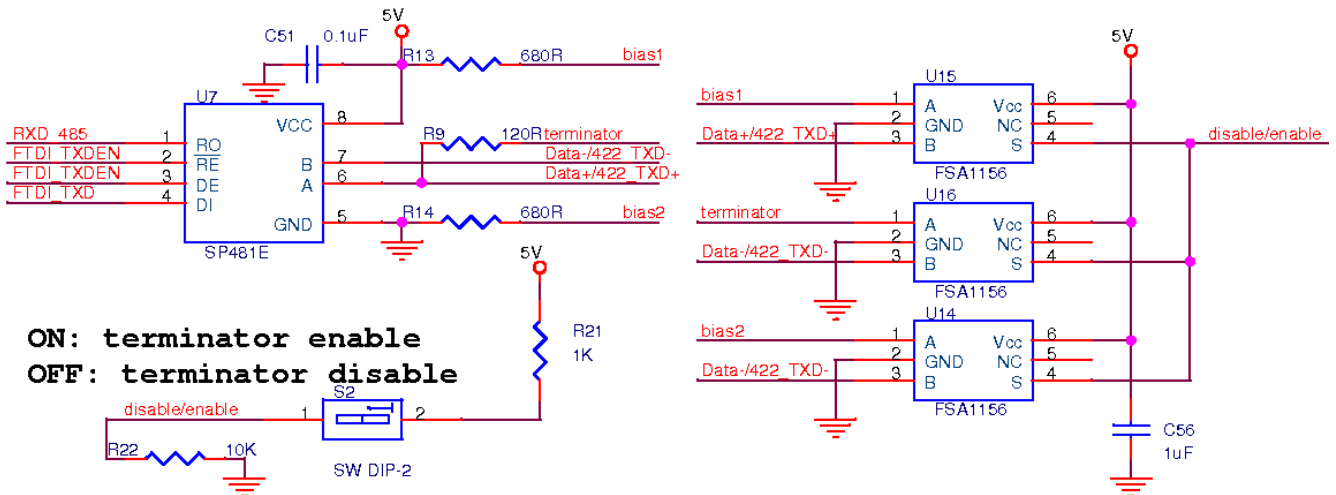 5V
C51 0.1uF
R13 680R bias1
U7
RXD_485 1 RO VCC 8
R9 120R terminator
FTDI_TXDEN 2 RE B 7 Data-/422_TXD-
FTDI_TXDEN 3 DE A 6 Data+/422_TXD+
FTDI_TXD 4 DI
GND 5 R14 680R bias2
SP481E
5V
R21
1K
ON: terminator enable
OFF: terminator disable
S2
disable/enable 1 2
R22 10K
SW DIP-2
5V
U15
bias1 1 A Vcc 6
2 GND NC 5
Data+/422_TXD+ 3 B S 4 disable/enable
FSA1156
U16
terminator 1 A Vcc 6
2 GND NC 5
Data-/422_TXD- 3 B S 4
FSA1156
U14
bias2 1 A Vcc 6
2 GND NC 5
Data-/422_TXD- 3 B S 4
FSA1156
C56
1uF